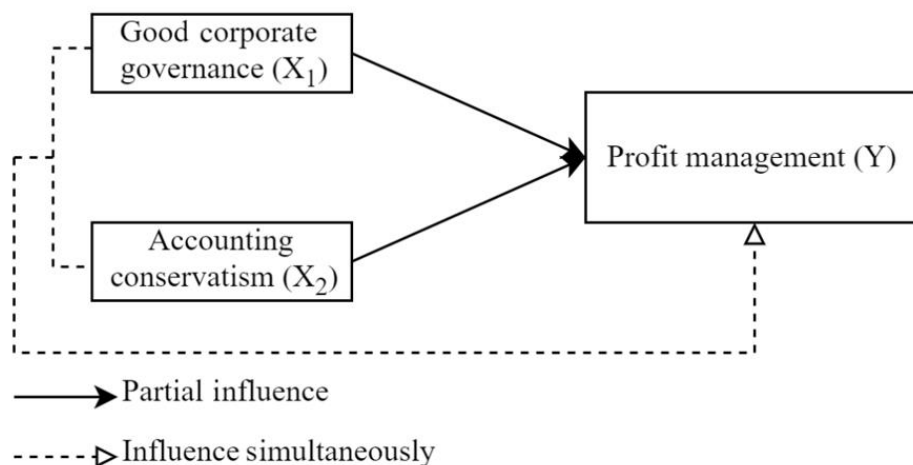 Good corporate
governance (X1)
Profit management (Y)
Accounting
conservatism (X2)
Partial influence
Influence simultaneously